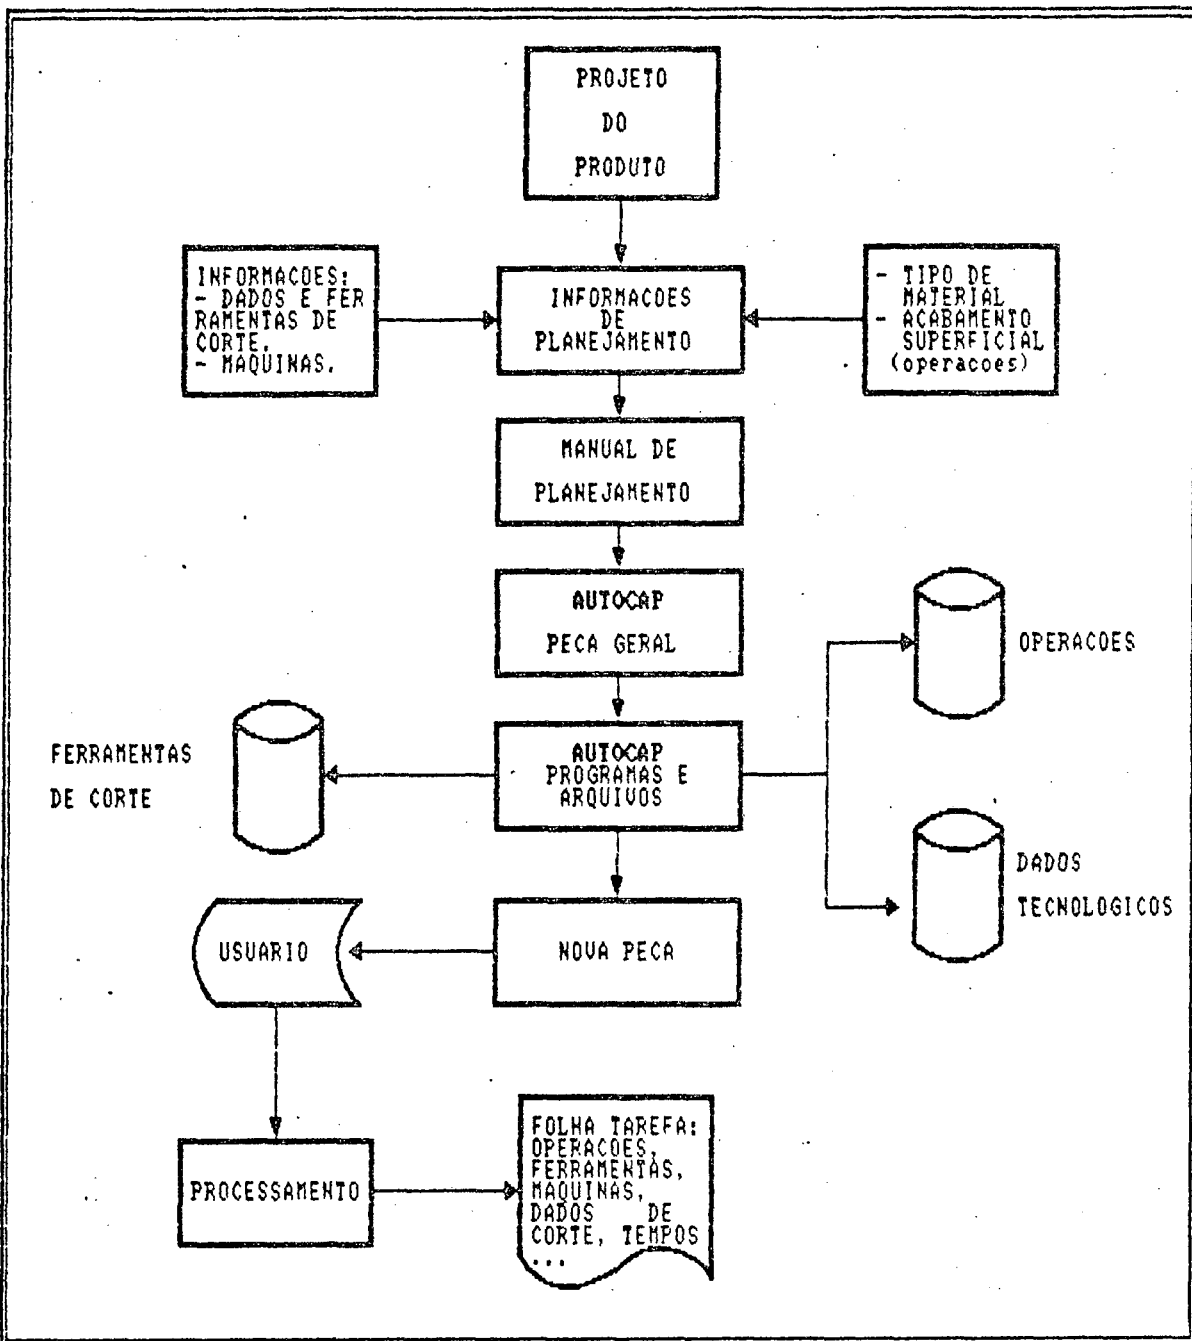 PROJETO
DO
PRODUTO
INFORMACOES:
- DADOS E FER
RAMENTAS DE
CORTE.
- MAQUINAS.
INFORMACOES
DE
PLANEJAMENTO
- TIPO DE
MATERIAL
- ACABAMENTO
SUPERFICIAL
(operacoes)
MANUAL DE
PLANEJAMENTO
AUTOCAP
PECA GERAL
OPERACOES
FERRAMENTAS
DE CORTE
AUTOCAP
PROGRAMAS E
ARQUIVOS
DADOS
TECNOLOGICOS
USUARIO
NOVA PECA
PROCESSAMENTO
FOLHA TAREFA:
OPERACOES,
FERRAMENTAS,
MAQUINAS,
DADOS DE
CORTE, TEMPOS
...